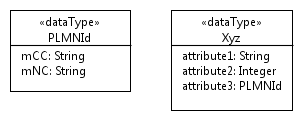 «dataType»
PLMNId
mCC: String
mNC: String
«dataType»
Xyz
attribute1: String
attribute2: Integer
attribute3: PLMNId